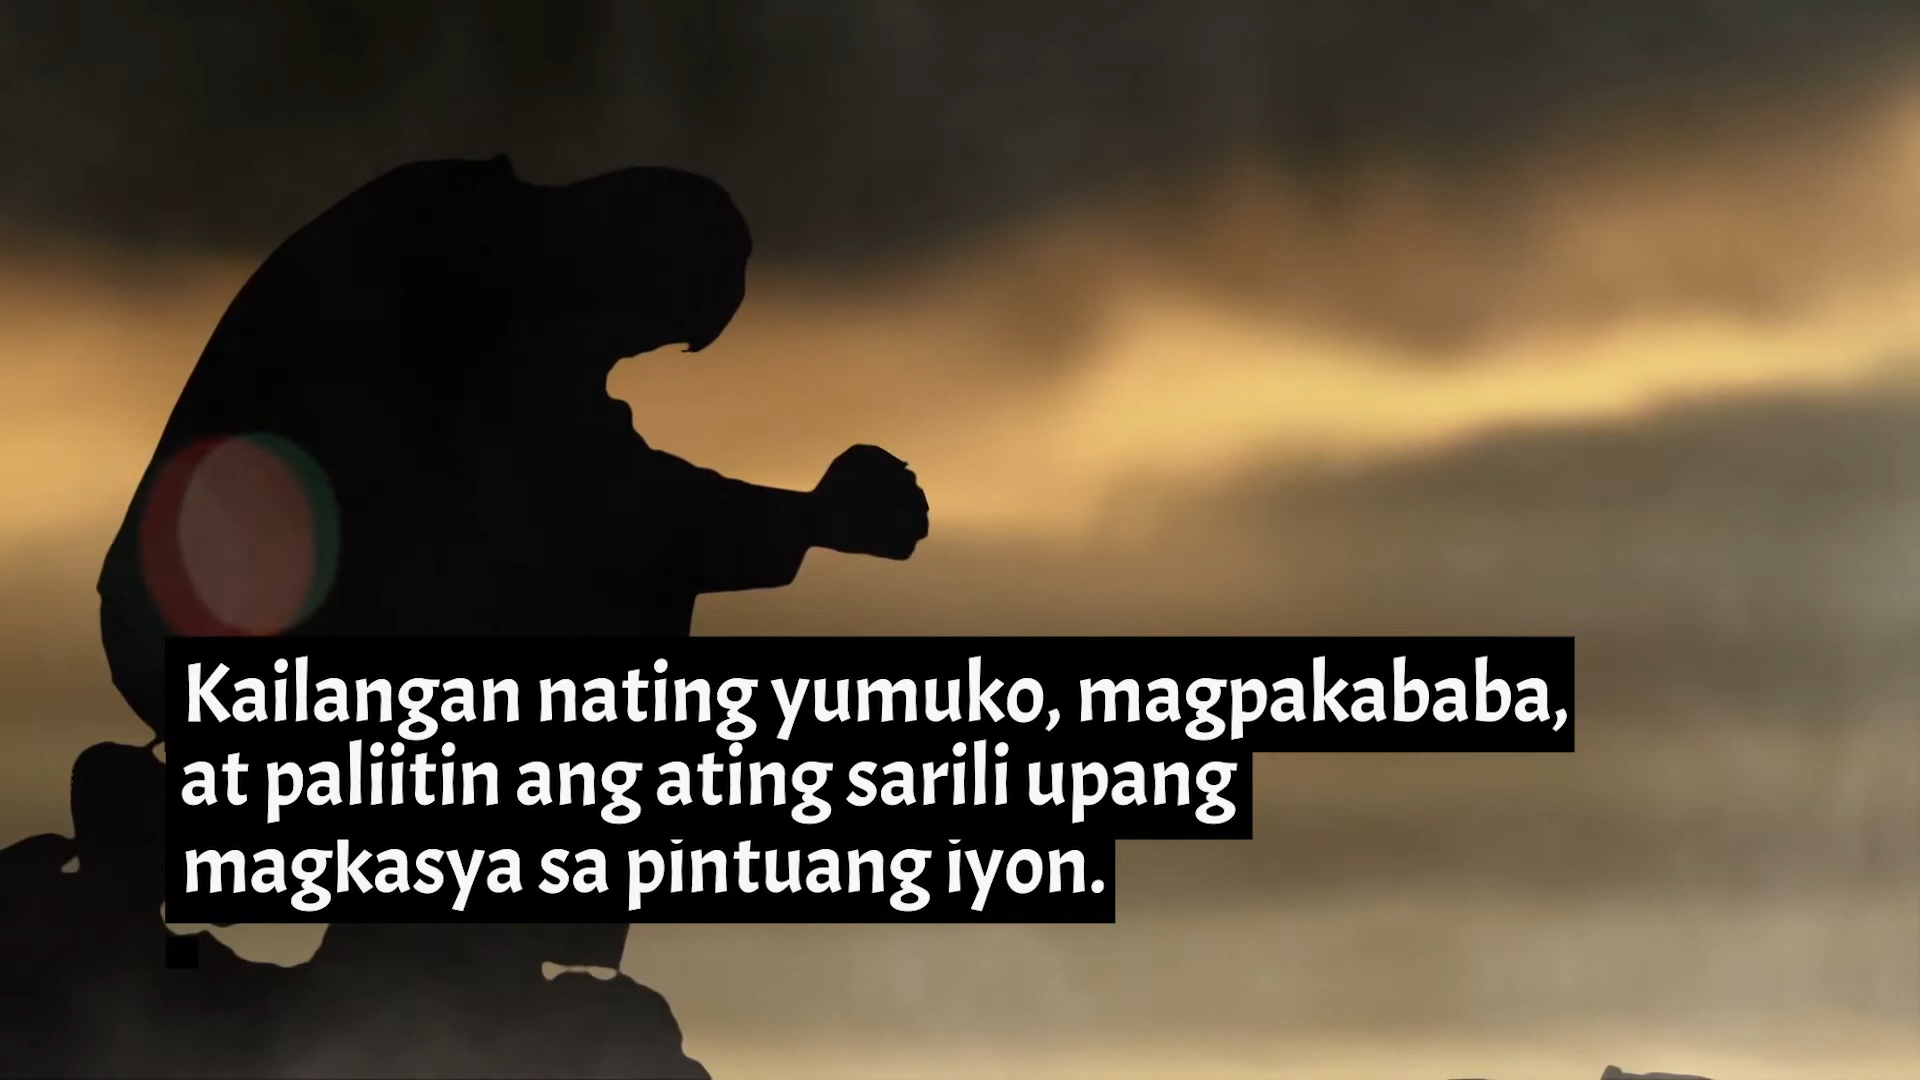 Kailangan nating yumuko, magpakababa,
at paliitin ang ating sarili upang
magkasya sa pintuang iyon.